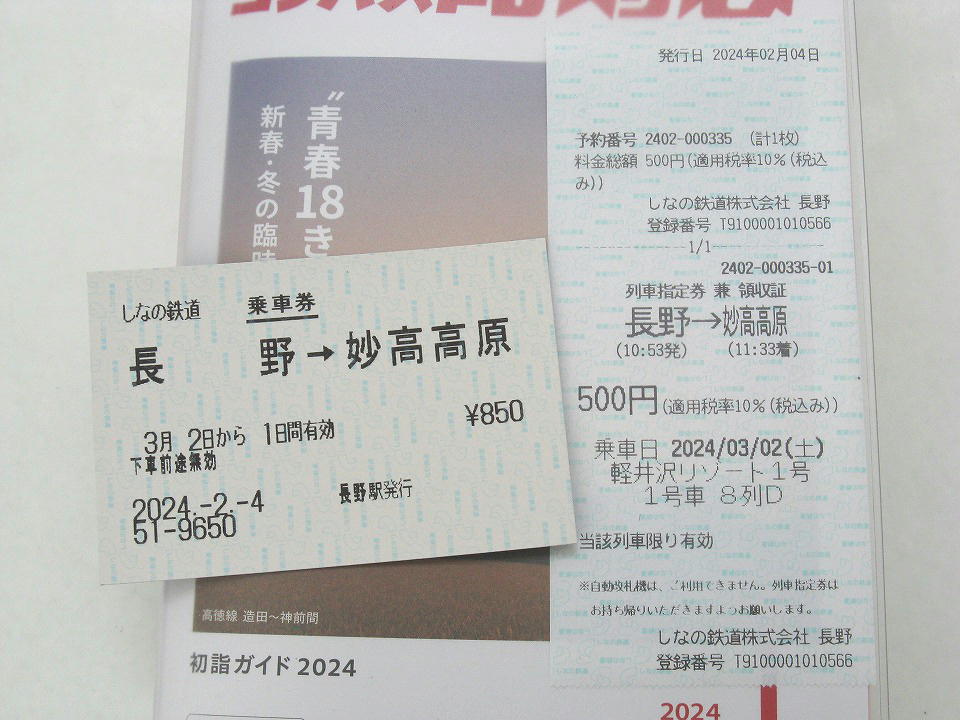 "青春18き
新春・冬の臨時
発行日 2024年02月04日
予約番号 2402-000335 (計1枚)
料金総額 500円(適用税率10%(税込
み))
しなの鉄道株式会社 長野
登録番号 T9100001010566
1/1
2402-000335-01
列車指定券 兼 領収証
長野→妙高高原
(10:53発) (11:33着)
500円(適用税率10%(税込み))
乗車日 2024/03/02(土)
軽井沢リゾート1号
1号車 8列D
当該列車限り有効
※自動改札機は、ご利用できません。列車指定券は
お持ち帰りいただきますようお願いします。
しなの鉄道株式会社 長野
登録番号 T9100001010566
しなの鉄道 乗車券
長 野→妙高高原
¥850
3月 2日から 1日間有効
下車前途無効
2024.-2.-4 長野駅発行
51-9650
高徳線 造田〜神前間
初詣ガイド 2024
2024